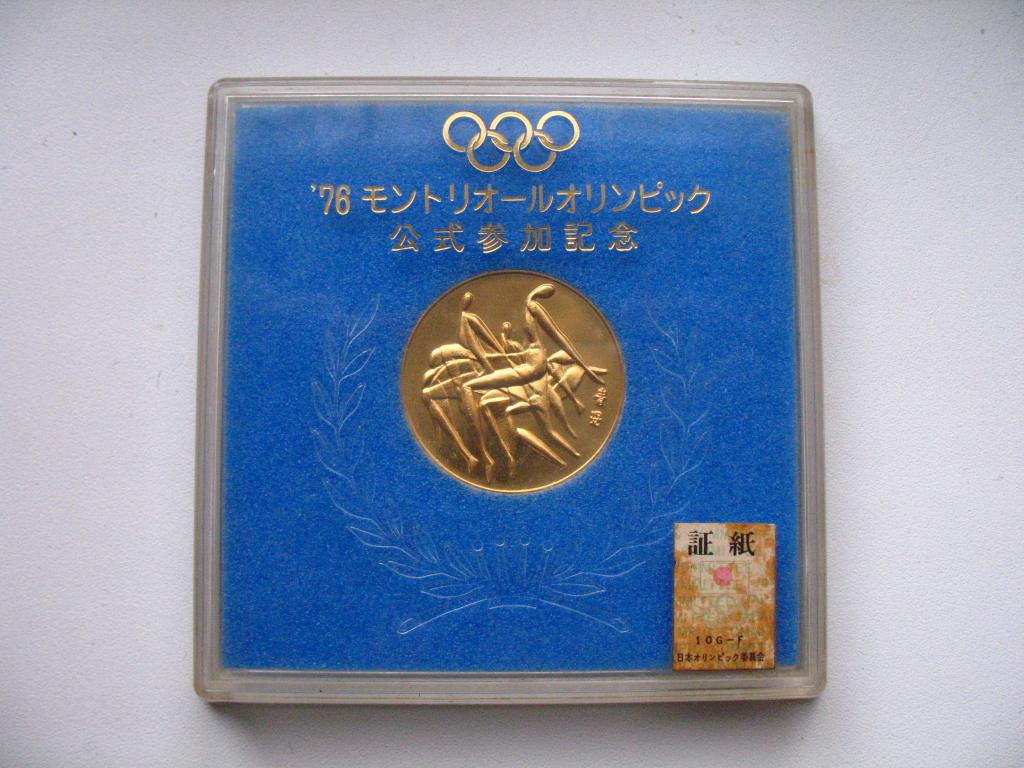 '76 モントリオールオリンピック
公式参加記念
証紙
10G-F
日本オリンピック委員会